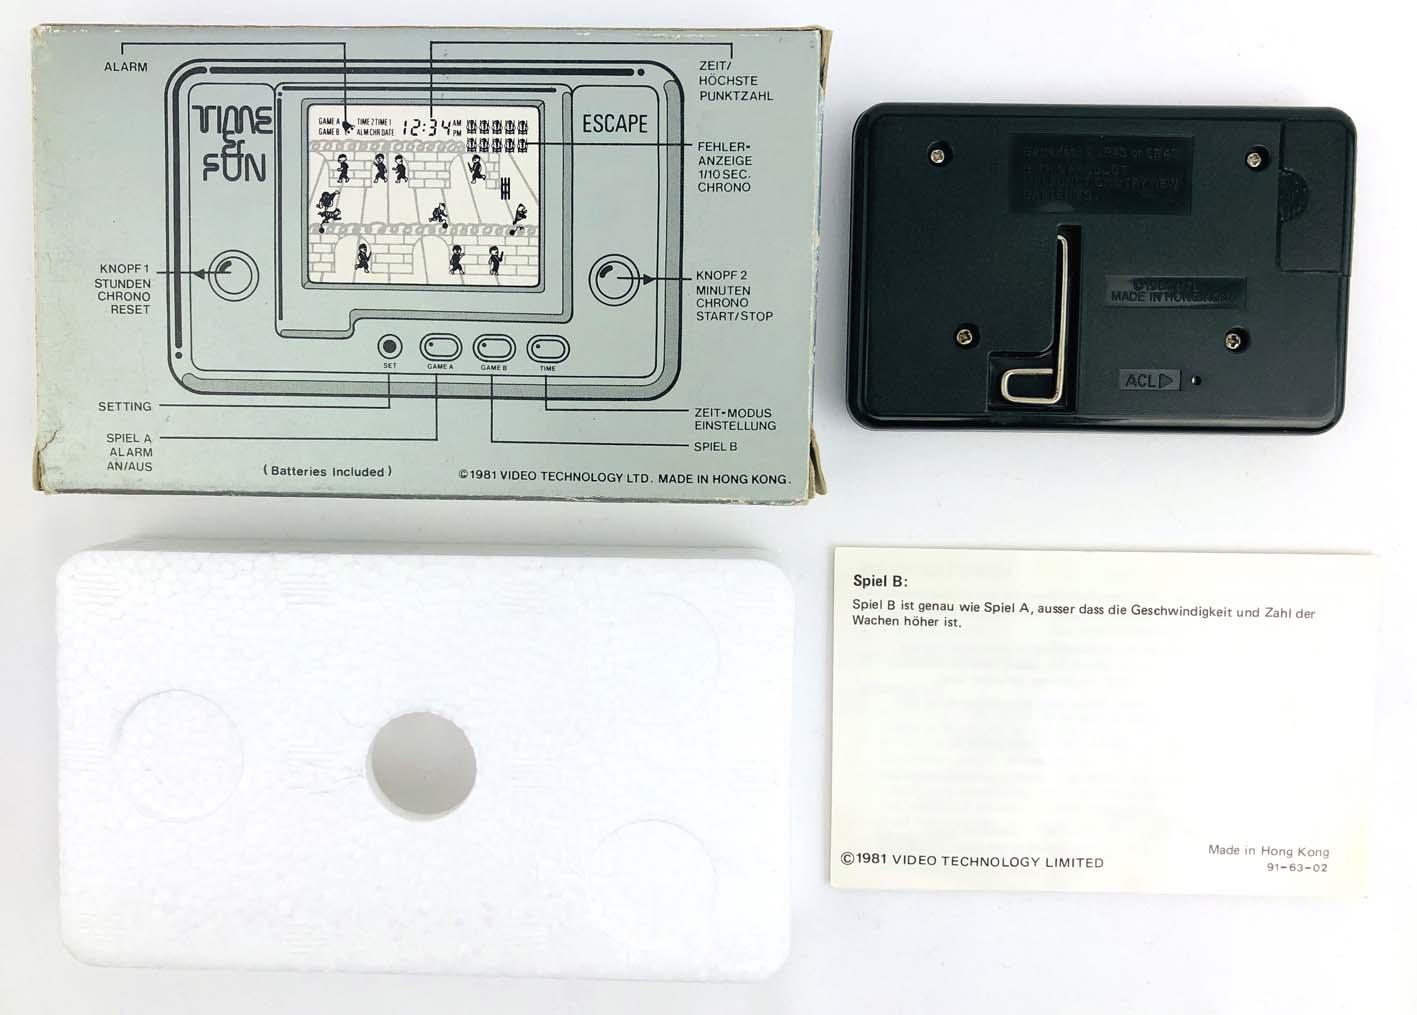 ALARM
ZEIT/
HÖCHSTE
PUNKTZAHL
TIME
&
FUN
GAME A TIME 2 TIME 1 12:34 AM
GAME B ALM CHR DATE PM
ESCAPE
FEHLER-
ANZEIGE
1/10 SEC.
CHRONO
KNOPF 1
STUNDEN
CHRONO
RESET
KNOPF 2
MINUTEN
CHRONO
START/STOP
SET
GAME A
GAME B
TIME
SETTING
ZEIT-MODUS
EINSTELLUNG
SPIEL A
ALARM
AN/AUS
SPIEL B
(Batteries Included)
©1981 VIDEO TECHNOLOGY LTD. MADE IN HONG KONG.
MADE IN HONG KONG
ACL
Spiel B:
Spiel B ist genau wie Spiel A, ausser dass die Geschwindigkeit und Zahl der
Wachen höher ist.
©1981 VIDEO TECHNOLOGY LIMITED
Made in Hong Kong
91-63-02